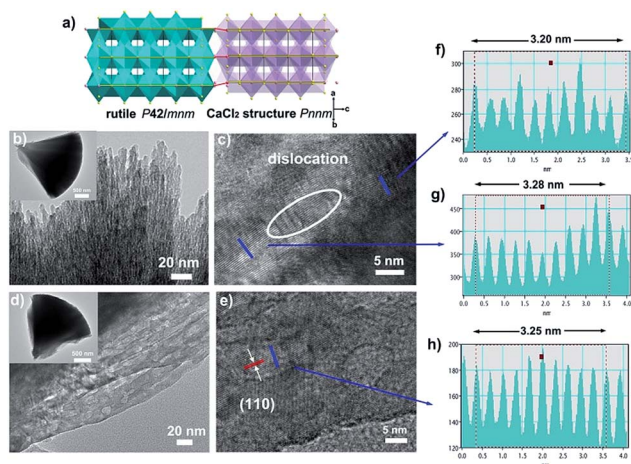 a)
rutile P42/mnm
CaCl2 structure Pnnm
a
c
b
b)
500 nm
20 nm
c)
dislocation
5 nm
d)
500 nm
20 nm
e)
(110)
5 nm
f)
3.20 nm
300
280
260
240
0.0 0.5 1.0 1.5 2.0 2.5 3.0 3.5
nm
g)
3.28 nm
450
400
350
300
0.0 0.5 1.0 1.5 2.0 2.5 3.0 3.5 4.0
nm
h)
3.25 nm
200
180
160
140
120
0.0 0.5 1.0 1.5 2.0 2.5 3.0 3.5 4.0
nm